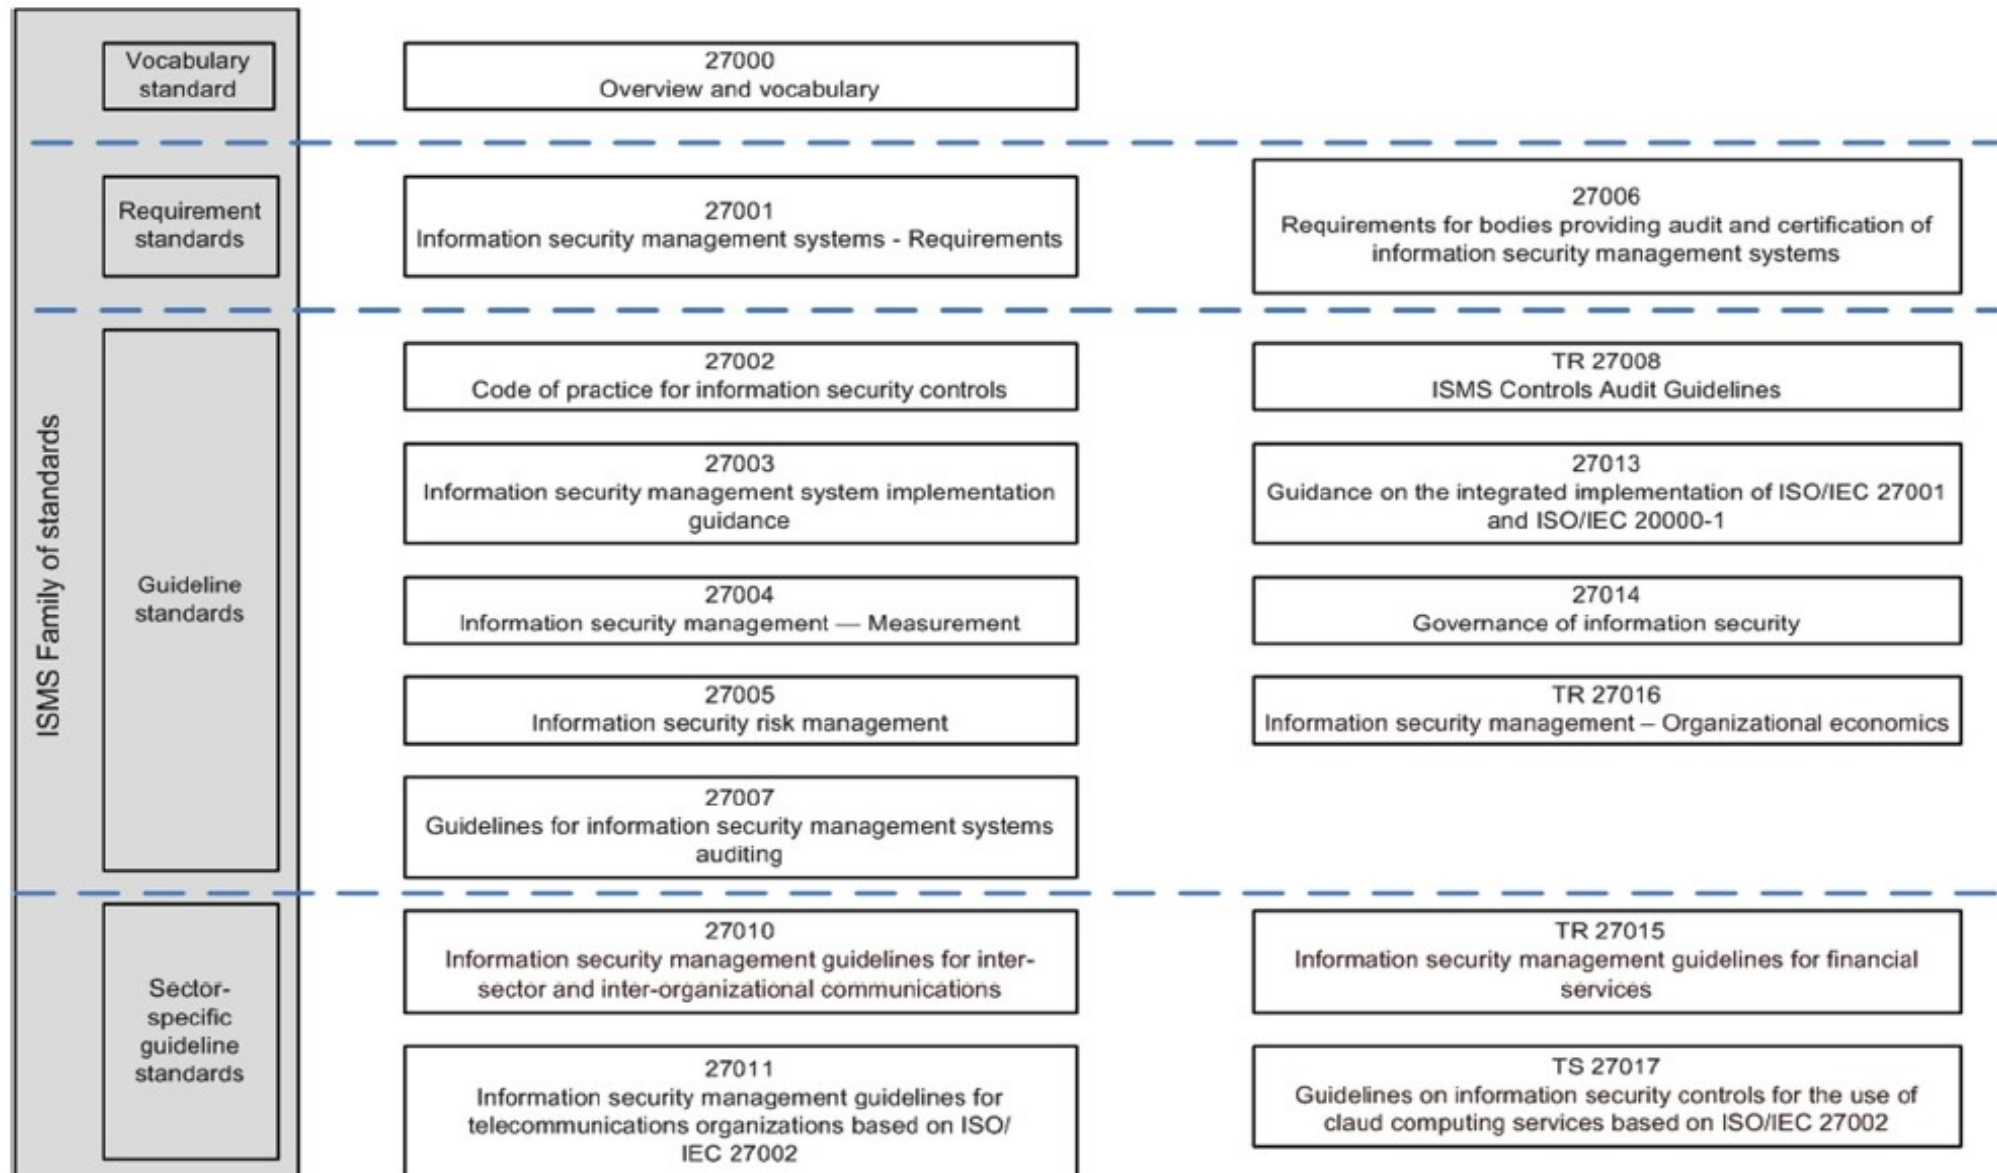 ISMS Family of standards
Vocabulary
standard
27000
Overview and vocabulary
Requirement
standards
27001
Information security management systems - Requirements
27006
Requirements for bodies providing audit and certification of
information security management systems
Guideline
standards
27002
Code of practice for information security controls
TR 27008
ISMS Controls Audit Guidelines
27003
Information security management system implementation
guidance
27013
Guidance on the integrated implementation of ISO/IEC 27001
and ISO/IEC 20000-1
27004
Information security management — Measurement
27014
Governance of information security
27005
Information security risk management
TR 27016
Information security management – Organizational economics
27007
Guidelines for information security management systems
auditing
Sector-
specific
guideline
standards
27010
Information security management guidelines for inter-
sector and inter-organizational communications
TR 27015
Information security management guidelines for financial
services
27011
Information security management guidelines for
telecommunications organizations based on ISO/
IEC 27002
TS 27017
Guidelines on information security controls for the use of
claud computing services based on ISO/IEC 27002